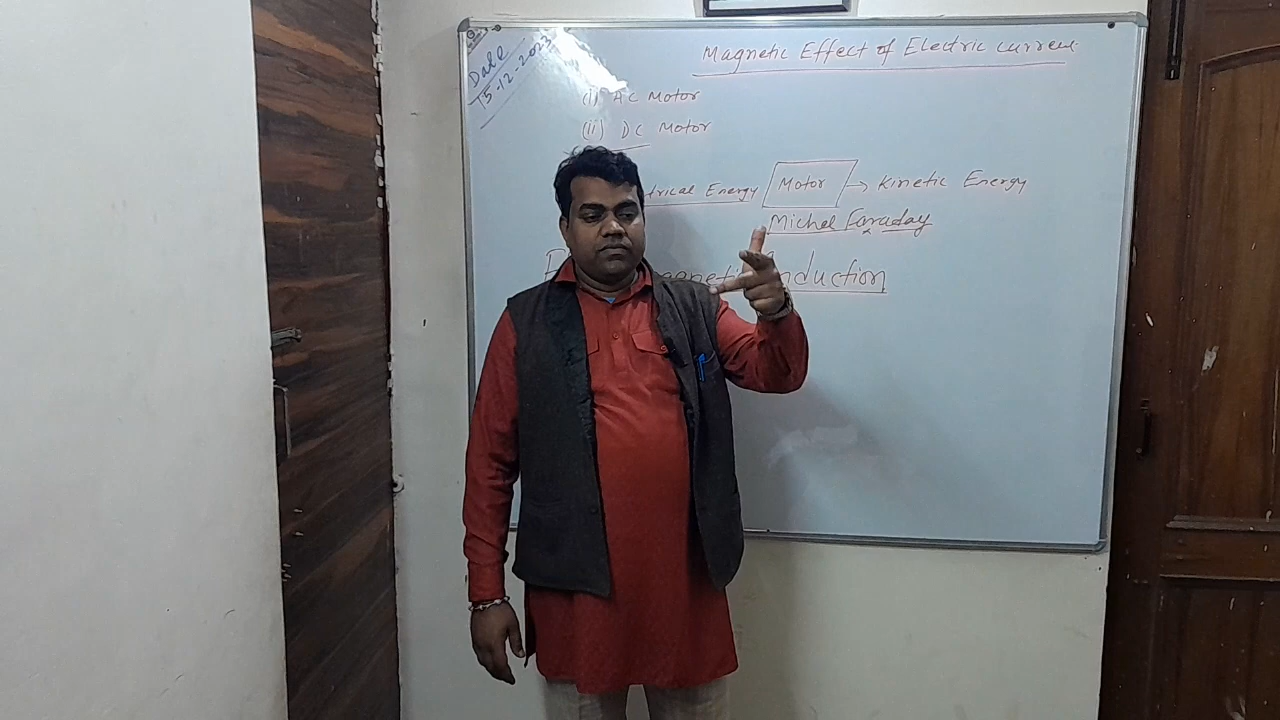 Date
15-12-2023
Magnetic Effect of Electric current
(i) AC Motor
(ii) DC Motor
Energy Motor → Kinetic Energy
Michel Faraday
Induction